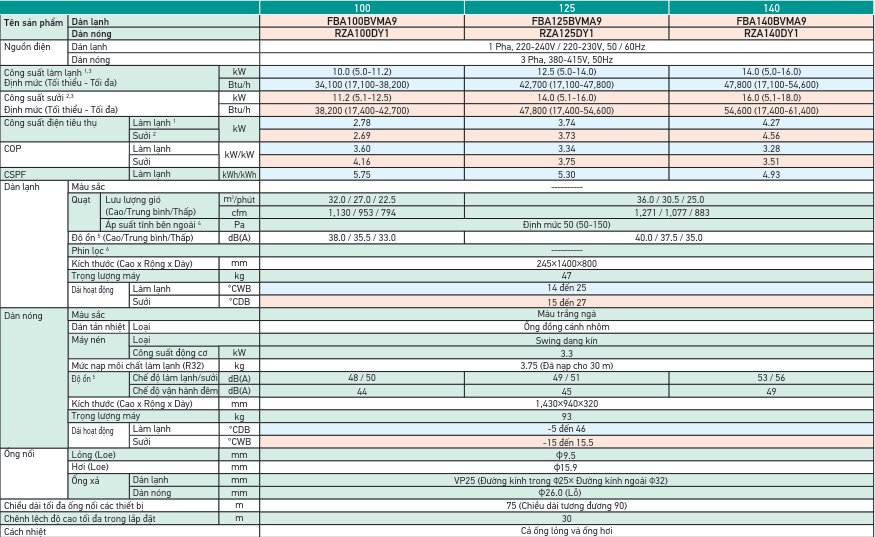 100 125 140
Tên sản phẩm Dàn lạnh FBA100BVMA9 FBA125BVMA9 FBA140BVMA9
Dàn nóng RZA100DY1 RZA125DY1 RZA140DY1
Nguồn điện Dàn lạnh 1 Pha, 220-240V / 220-230V, 50 / 60Hz
Dàn nóng 3 Pha, 380-415V, 50Hz
Công suất làm lạnh 1,3 kW 10.0 (5.0-11.2) 12.5 (5.0-14.0) 14.0 (5.0-16.0)
Định mức (Tối thiểu - Tối đa) Btu/h 34,100 (17,100-38,200) 42,700 (17,100-47,800) 47,800 (17,100-54,600)
Công suất sưởi 2,3 kW 11.2 (5.1-12.5) 14.0 (5.1-16.0) 16.0 (5.1-18.0)
Định mức (Tối thiểu - Tối đa) Btu/h 38,200 (17,400-42,700) 47,800 (17,400-54,600) 54,600 (17,400-61,400)
Công suất điện tiêu thụ Làm lạnh 1 kW 2.78 3.74 4.27
Sưởi 2 2.69 3.73 4.56
COP Làm lạnh kW/kW 3.60 3.34 3.28
Sưởi 4.16 3.75 3.51
CSPF Làm lạnh kWh/kWh 5.75 5.30 4.93
Dàn lạnh Màu sắc ----------
Quạt Lưu lượng gió m³/phút 32.0 / 27.0 / 22.5 36.0 / 30.5 / 25.0
(Cao/Trung bình/Thấp) cfm 1,130 / 953 / 794 1,271 / 1,077 / 883
Áp suất tĩnh bên ngoài 4 Pa Định mức 50 (50-150)
Độ ồn 5 (Cao/Trung bình/Thấp) dB(A) 38.0 / 35.5 / 33.0 40.0 / 37.5 / 35.0
Phin lọc 6 ----------
Kích thước (Cao x Rộng x Dày) mm 245×1400×800
Trọng lượng máy kg 47
Dải hoạt động Làm lạnh °CWB 14 đến 25
Sưởi °CDB 15 đến 27
Dàn nóng Màu sắc Màu trắng ngà
Dàn tản nhiệt Loại Ống đồng cánh nhôm
Máy nén Loại Swing dạng kín
Công suất động cơ kW 3.3
Mức nạp môi chất làm lạnh (R32) kg 3.75 (Đã nạp cho 30 m)
Độ ồn 5 Chế độ làm lạnh/sưởi dB(A) 48 / 50 49 / 51 53 / 56
Chế độ vận hành đêm dB(A) 44 45 49
Kích thước (Cao x Rộng x Dày) mm 1,430×940×320
Trọng lượng máy kg 93
Dải hoạt động Làm lạnh °CDB -5 đến 46
Sưởi °CWB -15 đến 15.5
Ống nối Lỏng (Loe) mm Φ9.5
Hơi (Loe) mm Φ15.9
Ống xả Dàn lạnh mm VP25 (Đường kính trong Φ25× Đường kính ngoài Φ32)
Dàn nóng mm Φ26.0 (Lỗ)
Chiều dài tối đa ống nối các thiết bị m 75 (Chiều dài tương đương 90)
Chênh lệch độ cao tối đa trong lắp đặt m 30
Cách nhiệt Cả ống lỏng và ống hơi